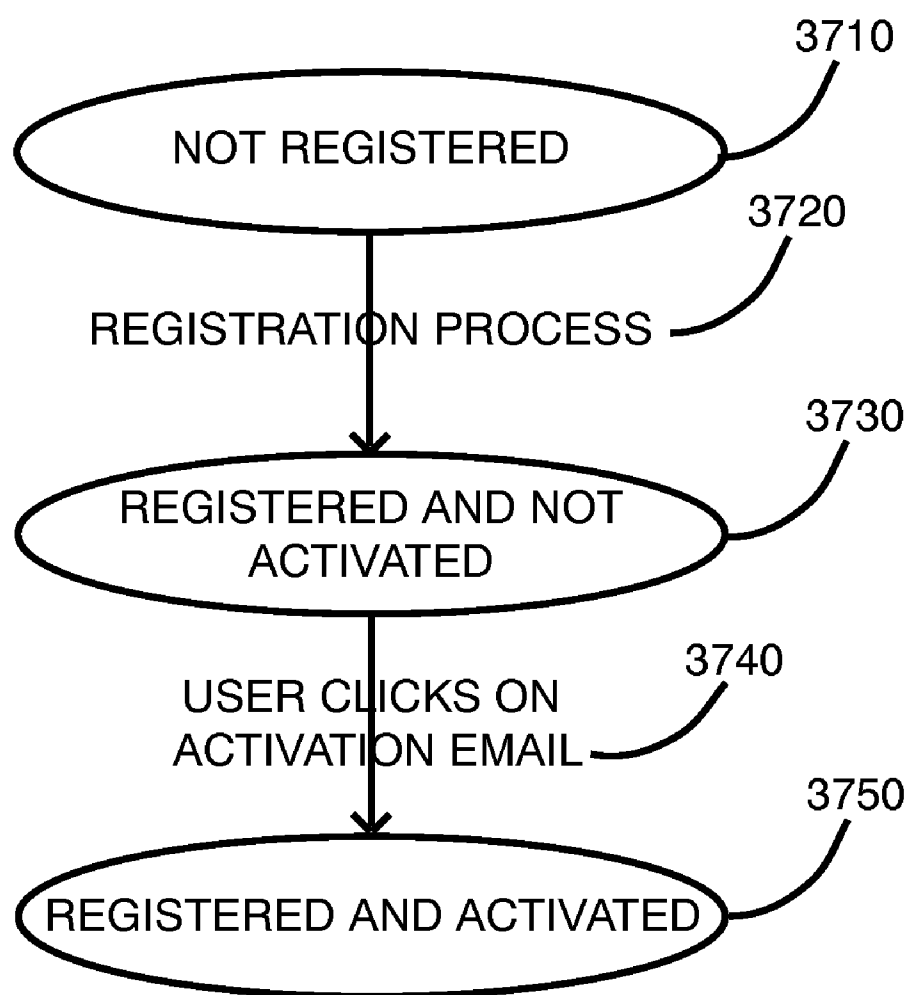 3710
NOT REGISTERED
3720
REGISTRATION PROCESS
3730
REGISTERED AND NOT
ACTIVATED
3740
USER CLICKS ON
ACTIVATION EMAIL
3750
REGISTERED AND ACTIVATED